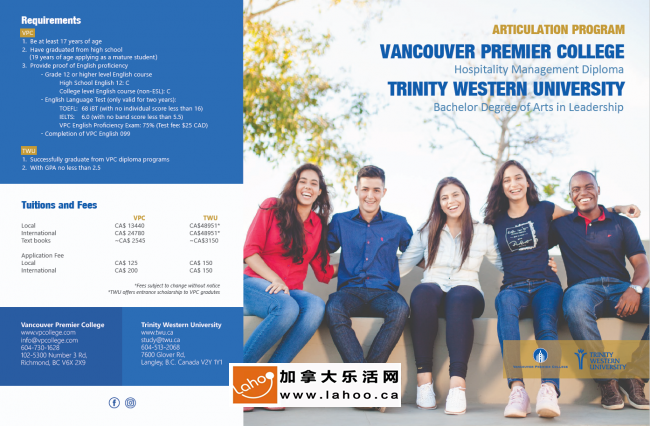 Requirements
VPC
1. Be at least 17 years of age
2. Have graduated from high school
(19 years of age applying as a mature student)
3. Provide proof of English proficiency
- Grade 12 or higher level English course
High School English 12: C
College level English course (non-ESL): C
- English Language Test (only valid for two years):
TOEFL: 68 iBT (with no individual score less than 16)
IELTS: 6.0 (with no band score less than 5.5)
VPC English Proficiency Exam: 75% (Test fee: $25 CAD)
- Completion of VPC English 099
TWU
1. Successfully graduate from VPC diploma programs
2. With GPA no less than 2.5
Tuitions and Fees
VPC TWU
Local CA$ 13440 CA$48951*
International CA$ 24780 CA$48951*
Text books ~CA$ 2545 ~CA$3150
Application Fee
Local CA$ 125 CA$ 150
International CA$ 200 CA$ 150
*Fees subject to change without notice
*TWU offers entrance scholarship to VPC gradutes
Vancouver Premier College
www.vpcollege.com
info@vpcollege.com
604-730-1628
102-5300 Number 3 Rd,
Richmond, BC V6X 2X9
Trinity Western University
www.twu.ca
study@twu.ca
604-513-2068
7600 Glover Rd,
Langley, B.C. Canada V2Y 1Y1
ARTICULATION PROGRAM
VANCOUVER PREMIER COLLEGE
Hospitality Management Diploma
TRINITY WESTERN UNIVERSITY
Bachelor Degree of Arts in Leadership
VANCOUVER PREMIER COLLEGE
TRINITY
WESTERN
UNIVERSITY
Lahoo
加拿大乐活网
www.lahoo.ca